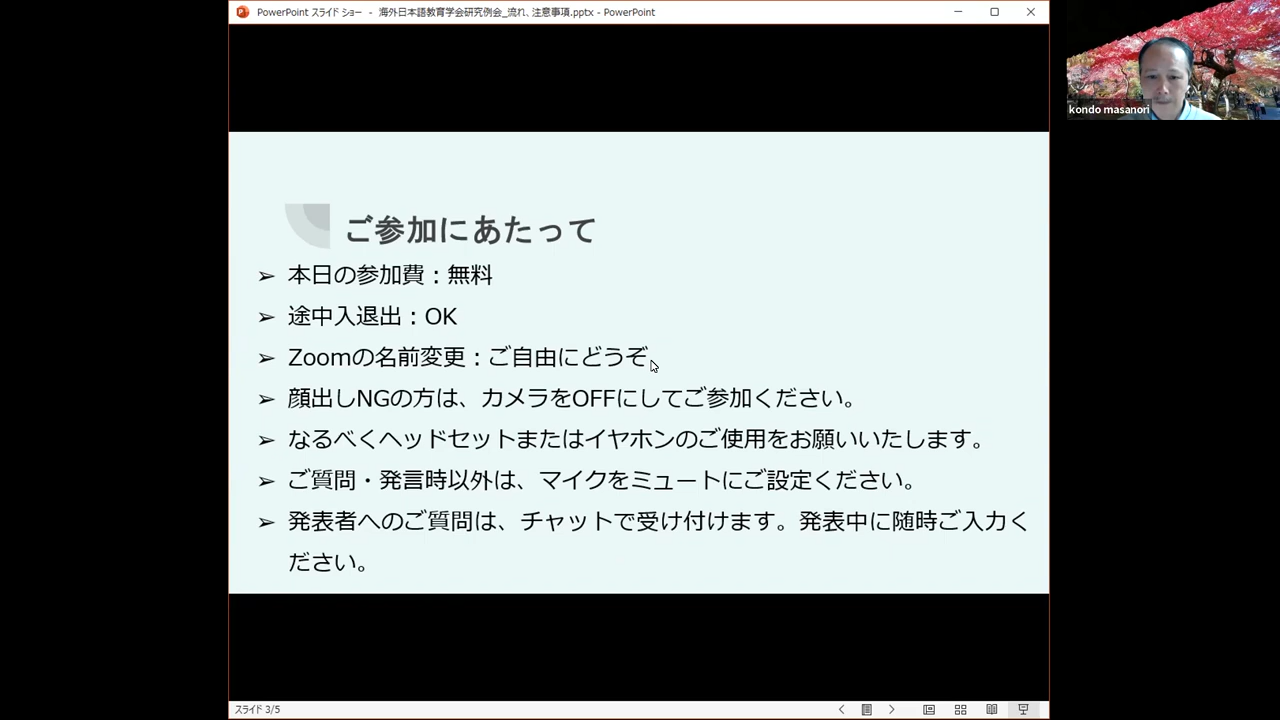 PowerPoint スライド ショー - 海外日本語教育学会研究例会_流れ、注意事項.pptx - PowerPoint
kondo masanori
ご参加にあたって
➢ 本日の参加費：無料
➢ 途中入退出：OK
➢ Zoomの名前変更：ご自由にどうぞ
➢ 顔出しNGの方は、カメラをOFFにしてご参加ください。
➢ なるべくヘッドセットまたはイヤホンのご使用をお願いいたします。
➢ ご質問・発言時以外は、マイクをミュートにご設定ください。
➢ 発表者へのご質問は、チャットで受け付けます。発表中に随時ご入力く
ださい。
スライド 3/5